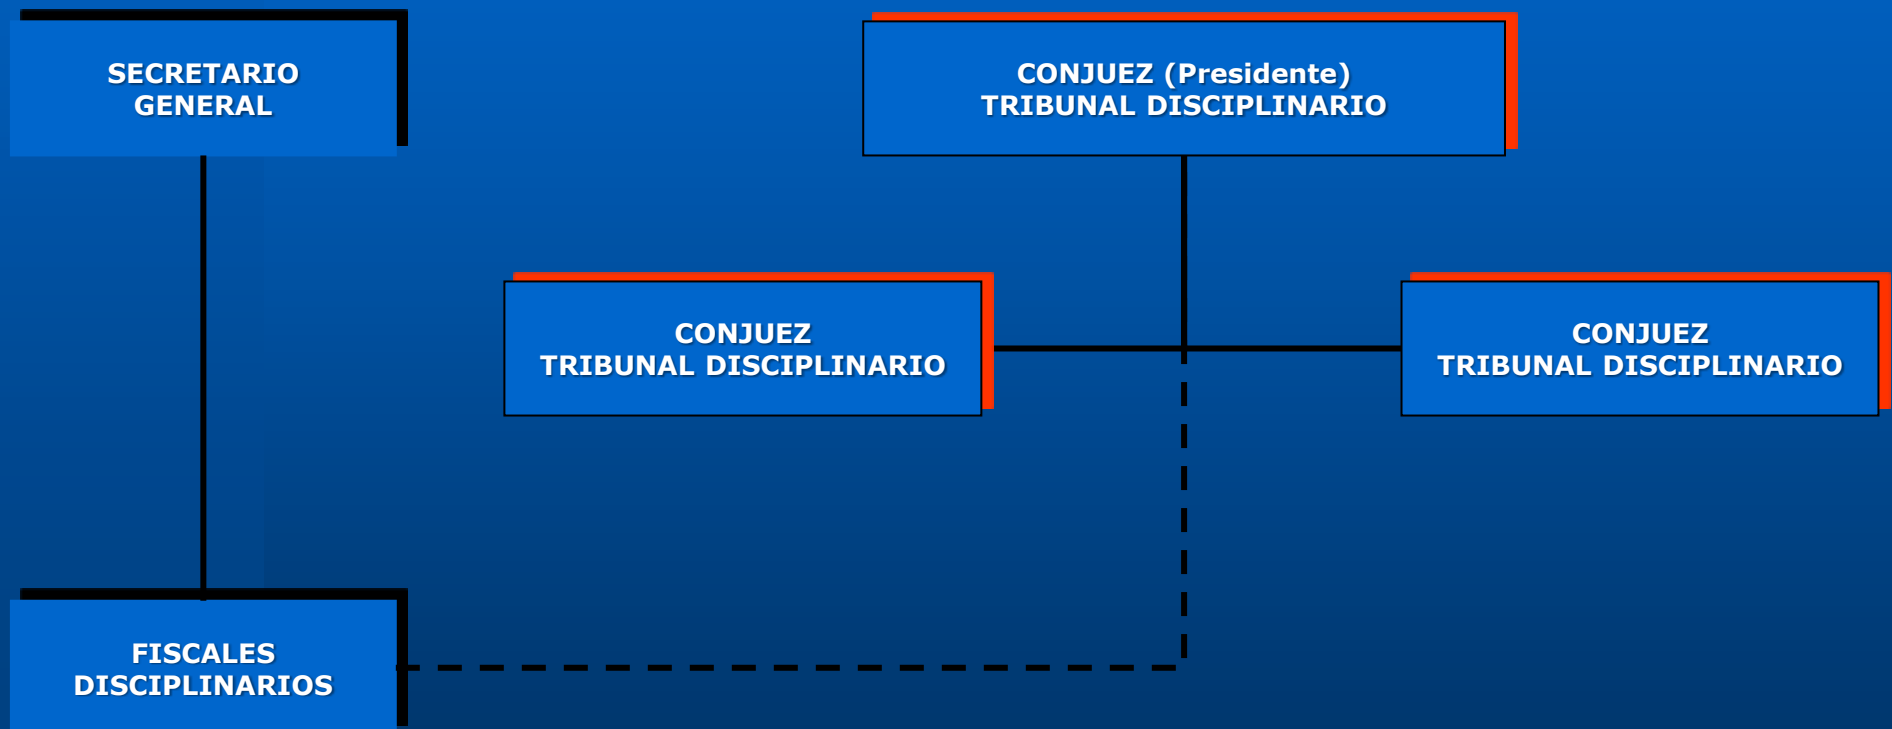 SECRETARIO
GENERAL
CONJUEZ (Presidente)
TRIBUNAL DISCIPLINARIO
CONJUEZ
TRIBUNAL DISCIPLINARIO
CONJUEZ
TRIBUNAL DISCIPLINARIO
FISCALES
DISCIPLINARIOS